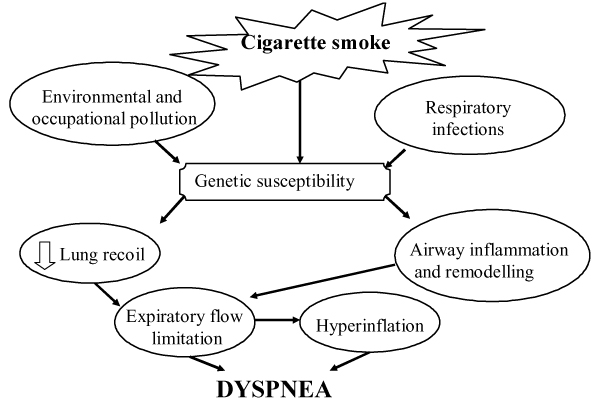 Cigarette smoke
Environmental and
occupational pollution
Respiratory
infections
Genetic susceptibility
Lung recoil
Airway inflammation
and remodelling
Expiratory flow
limitation
Hyperinflation
DYSPNEA